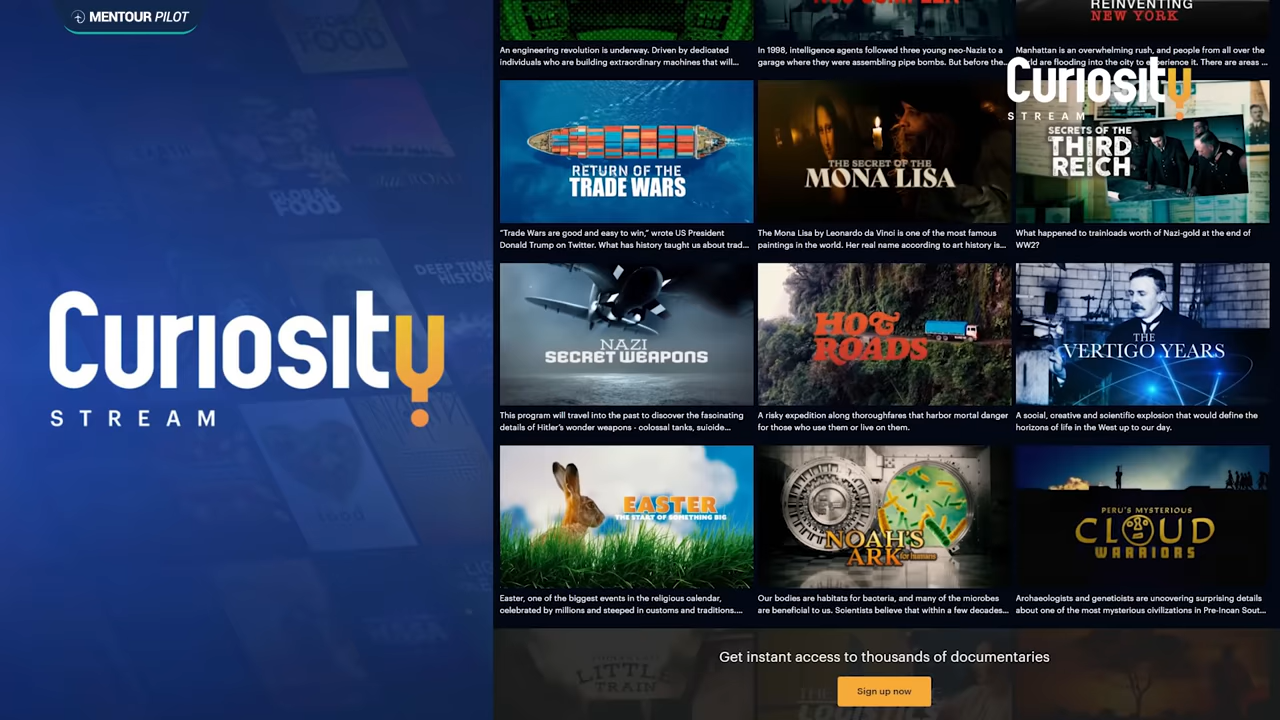 MENTOUR PILOT
Curiosity
STREAM
GLOBAL
FOOD
DEEP TIME
HISTORY
REINVENTING
NEW YORK
An engineering revolution is underway. Driven by dedicated
individuals who are building extraordinary machines that will...
In 1998, intelligence agents followed three young neo-Nazis to a
garage where they were assembling pipe bombs. But before the...
Manhattan is an overwhelming rush, and people from all over the
world are flooding into the city to experience it. There are areas ...
Curiosity
STREAM
RETURN OF THE
TRADE WARS
THE SECRET OF THE
MONA LISA
SECRETS OF THE
THIRD
REICH
"Trade Wars are good and easy to win," wrote US President
Donald Trump on Twitter. What has history taught us about trad...
The Mona Lisa by Leonardo da Vinci is one of the most famous
paintings in the world. Her real name according to art history is...
What happened to trainloads worth of Nazi-gold at the end of
WW2?
NAZI
SECRET WEAPONS
HOT
ROADS
THE
VERTIGO YEARS
This program will travel into the past to discover the fascinating
details of Hitler's wonder weapons - colossal tanks, suicide...
A risky expedition along thoroughfares that harbor mortal danger
for those who use them or live on them.
A social, creative and scientific explosion that would define the
horizons of life in the West up to our day.
EASTER
THE START OF SOMETHING BIG
NOAH'S
ARK for humans
PERU'S MYSTERIOUS
CLOUD
WARRIORS
Easter, one of the biggest events in the religious calendar,
celebrated by millions and steeped in customs and traditions....
Our bodies are habitats for bacteria, and many of the microbes
are beneficial to us. Scientists believe that within a few decades...
Archaeologists and geneticists are uncovering surprising details
about one of the most mysterious civilizations in Pre-Incan Sout...
LITTLE
TRAIN
Get instant access to thousands of documentaries
Sign up now